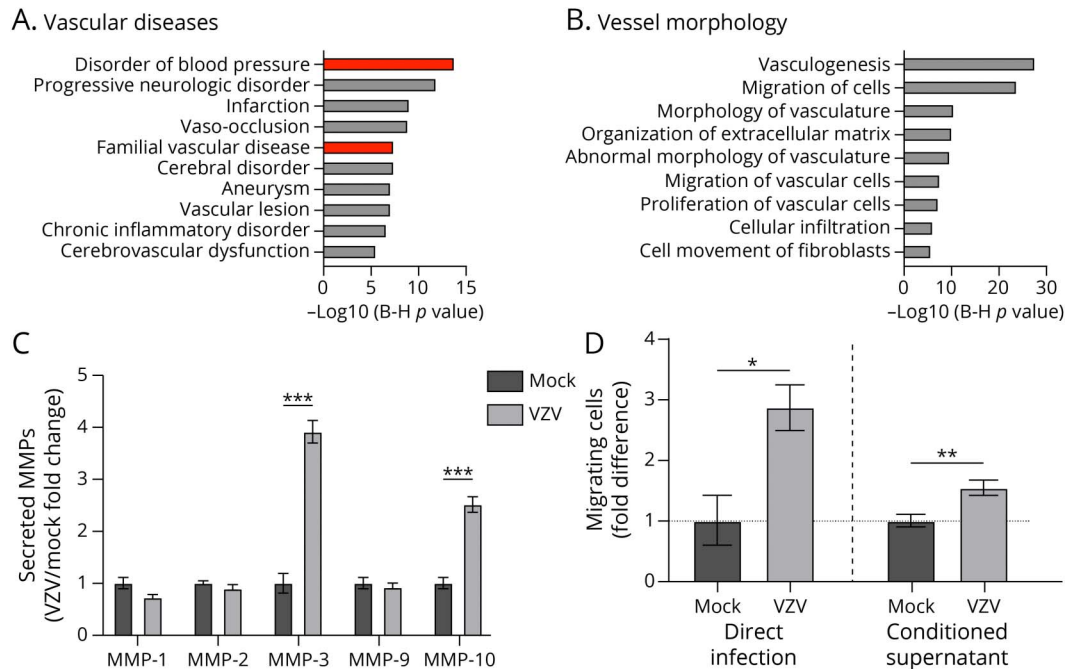 A. Vascular diseases
Disorder of blood pressure
Progressive neurologic disorder
Infarction
Vaso-occlusion
Familial vascular disease
Cerebral disorder
Aneurysm
Vascular lesion
Chronic inflammatory disorder
Cerebrovascular dysfunction
0 5 10 15
–Log10 (B-H p value)
B. Vessel morphology
Vasculogenesis
Migration of cells
Morphology of vasculature
Organization of extracellular matrix
Abnormal morphology of vasculature
Migration of vascular cells
Proliferation of vascular cells
Cellular infiltration
Cell movement of fibroblasts
0 10 20 30
–Log10 (B-H p value)
C
Secreted MMPs
(VZV/mock fold change)
5
4
3
2
1
0
***
***
Mock
VZV
MMP-1 MMP-2 MMP-3 MMP-9 MMP-10
D
Migrating cells
(fold difference)
4
3
2
1
0
*
**
Mock VZV Mock VZV
Direct
infection
Conditioned
supernatant